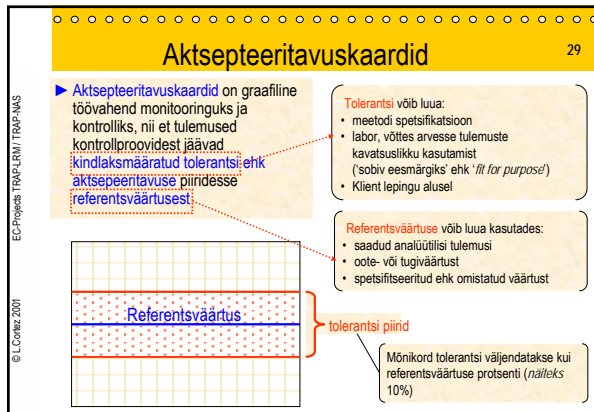 Aktsepteeritavuskaardid
29
► Aktsepteeritavuskaardid on graafiline
töövahend monitooringuks ja
kontrolliks, nii et tulemused
kontrollproovidest jäävad
kindlaksmääratud tolerantsi ehk
aktsepeeritavuse piiridesse
referentsväärtusest
Tolerantsi võib luua:
• meetodi spetsifikatsioon
• labor, võttes arvesse tulemuste
kavatsuslikku kasutamist
('sobiv eesmärgiks' ehk 'fit for purpose')
• Klient lepingu alusel
Referentsväärtuse võib luua kasutades:
• saadud analüütilisi tulemusi
• oote- või tugiväärtust
• spetsifitseeritud ehk omistatud väärtust
Referentsväärtus
tolerantsi piirid
Mõnikord tolerantsi väljendatakse kui
referentsväärtuse protsenti (näiteks
10%)
EC-Projects TRAP-LRM / TRAP-NAS
© L.Cortez 2001